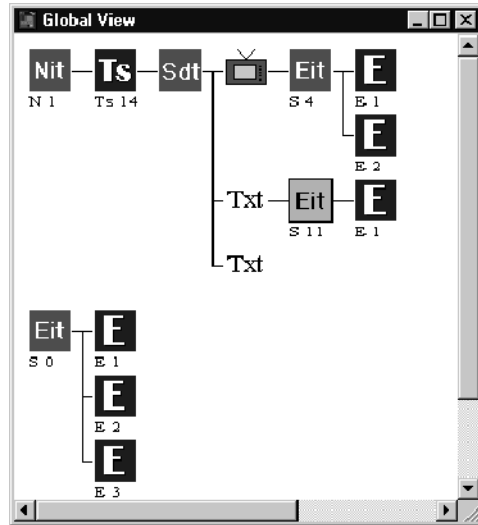 Global View
Nit Ts Sdt Eit E
N 1 Ts 14 S 4 E 1
E
E 2
Txt Eit E
S 11 E 1
Txt
Eit E
S 0 E 1
E
E 2
E
E 3